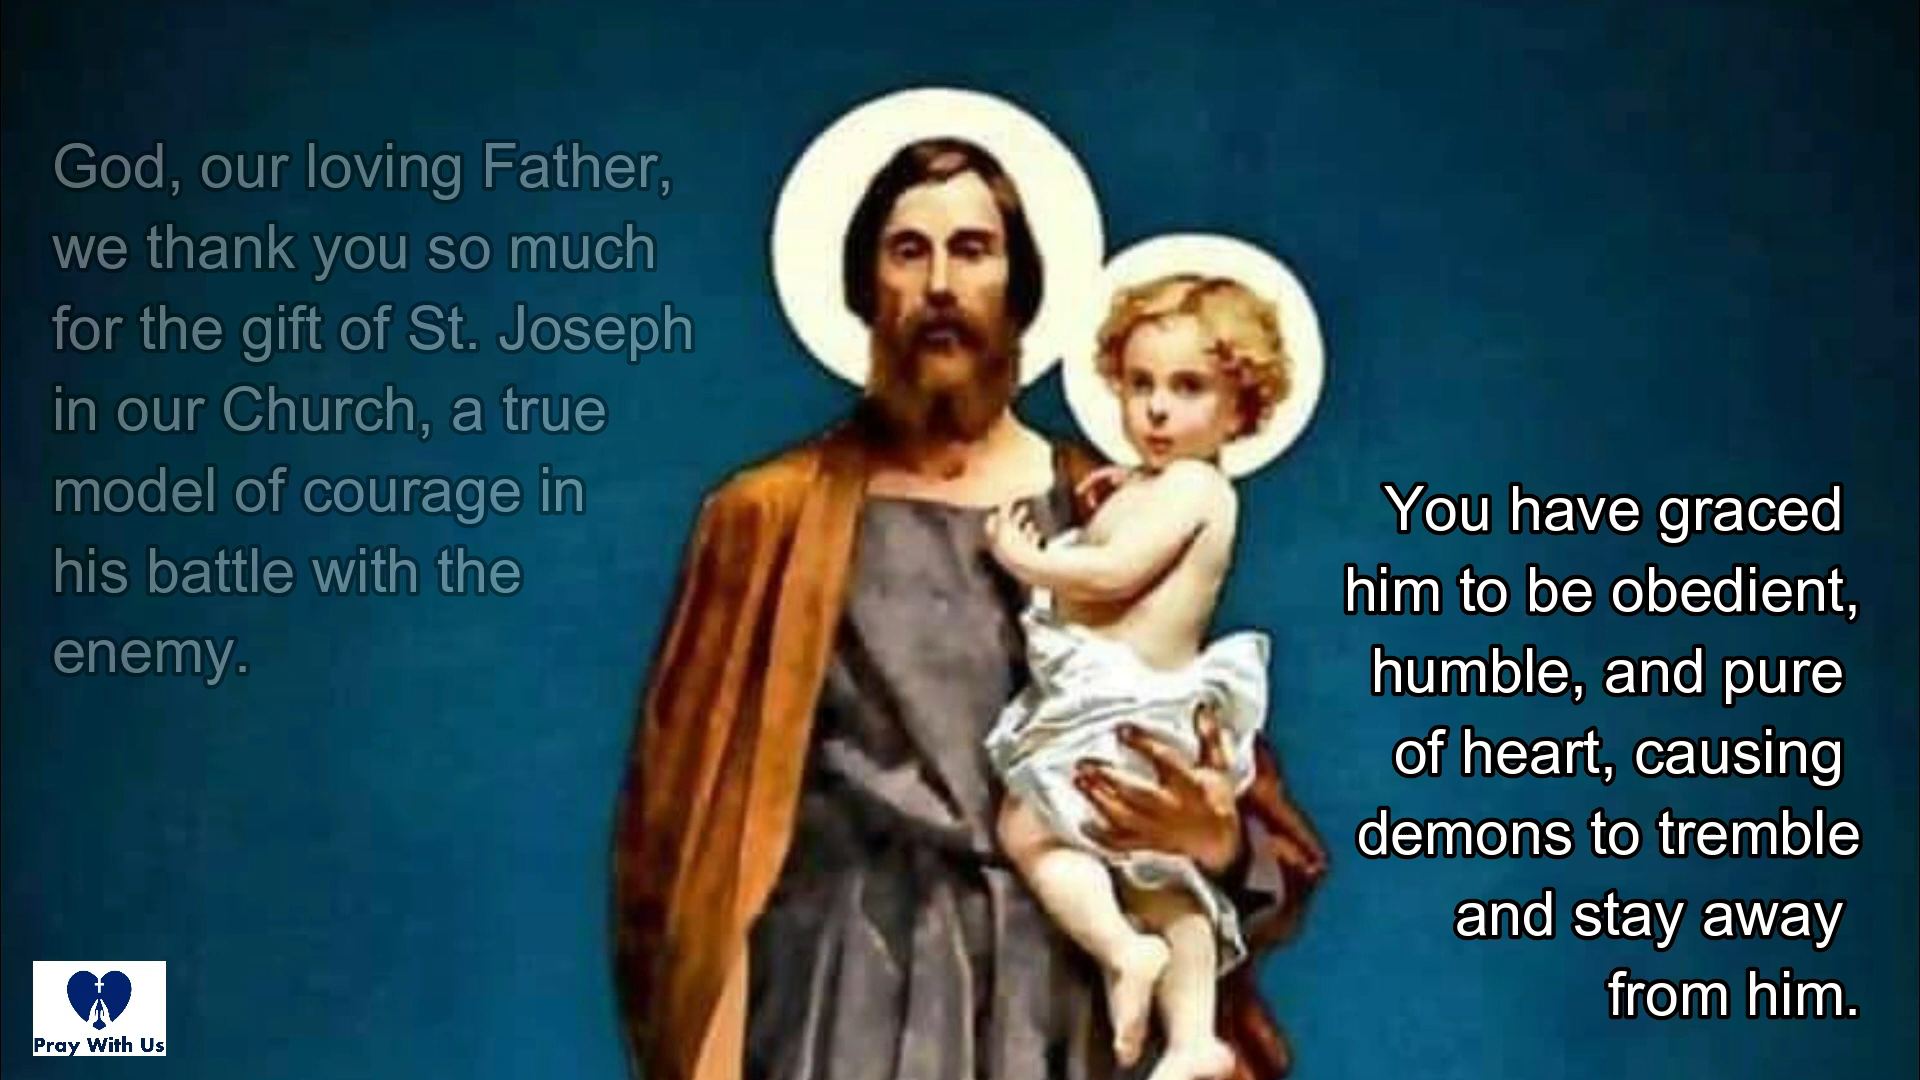 God, our loving Father,
we thank you so much
for the gift of St. Joseph
in our Church, a true
model of courage in
his battle with the
enemy.
You have graced
him to be obedient,
humble, and pure
of heart, causing
demons to tremble
and stay away
from him.
Pray With Us